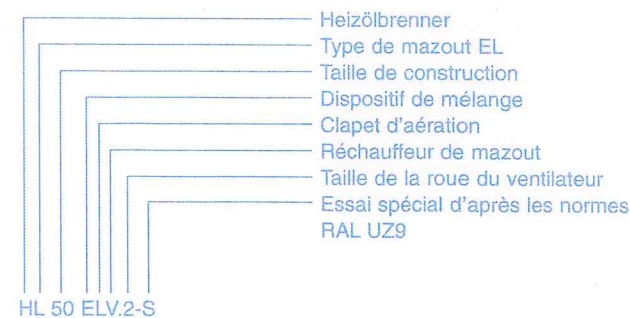 Heizölbrenner
Type de mazout EL
Taille de construction
Dispositif de mélange
Clapet d'aération
Réchauffeur de mazout
Taille de la roue du ventilateur
Essai spécial d'après les normes
RAL UZ9
HL 50 ELV.2-S